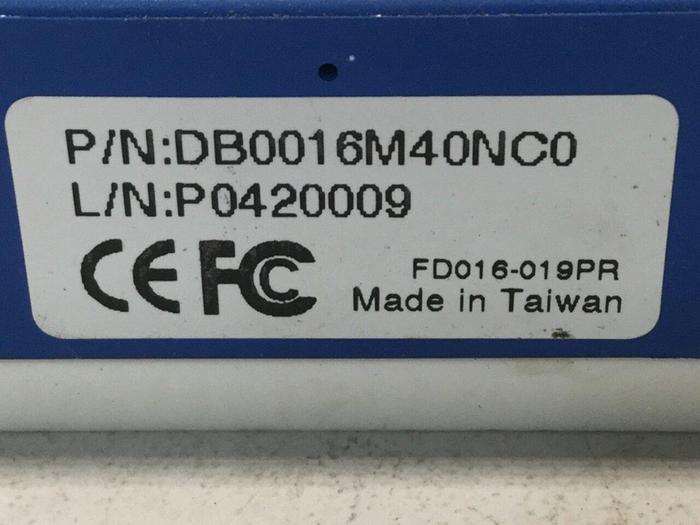 P/N:DB0016M40NC0
L/N:P0420009
CE FC
FD016-019PR
Made in Taiwan